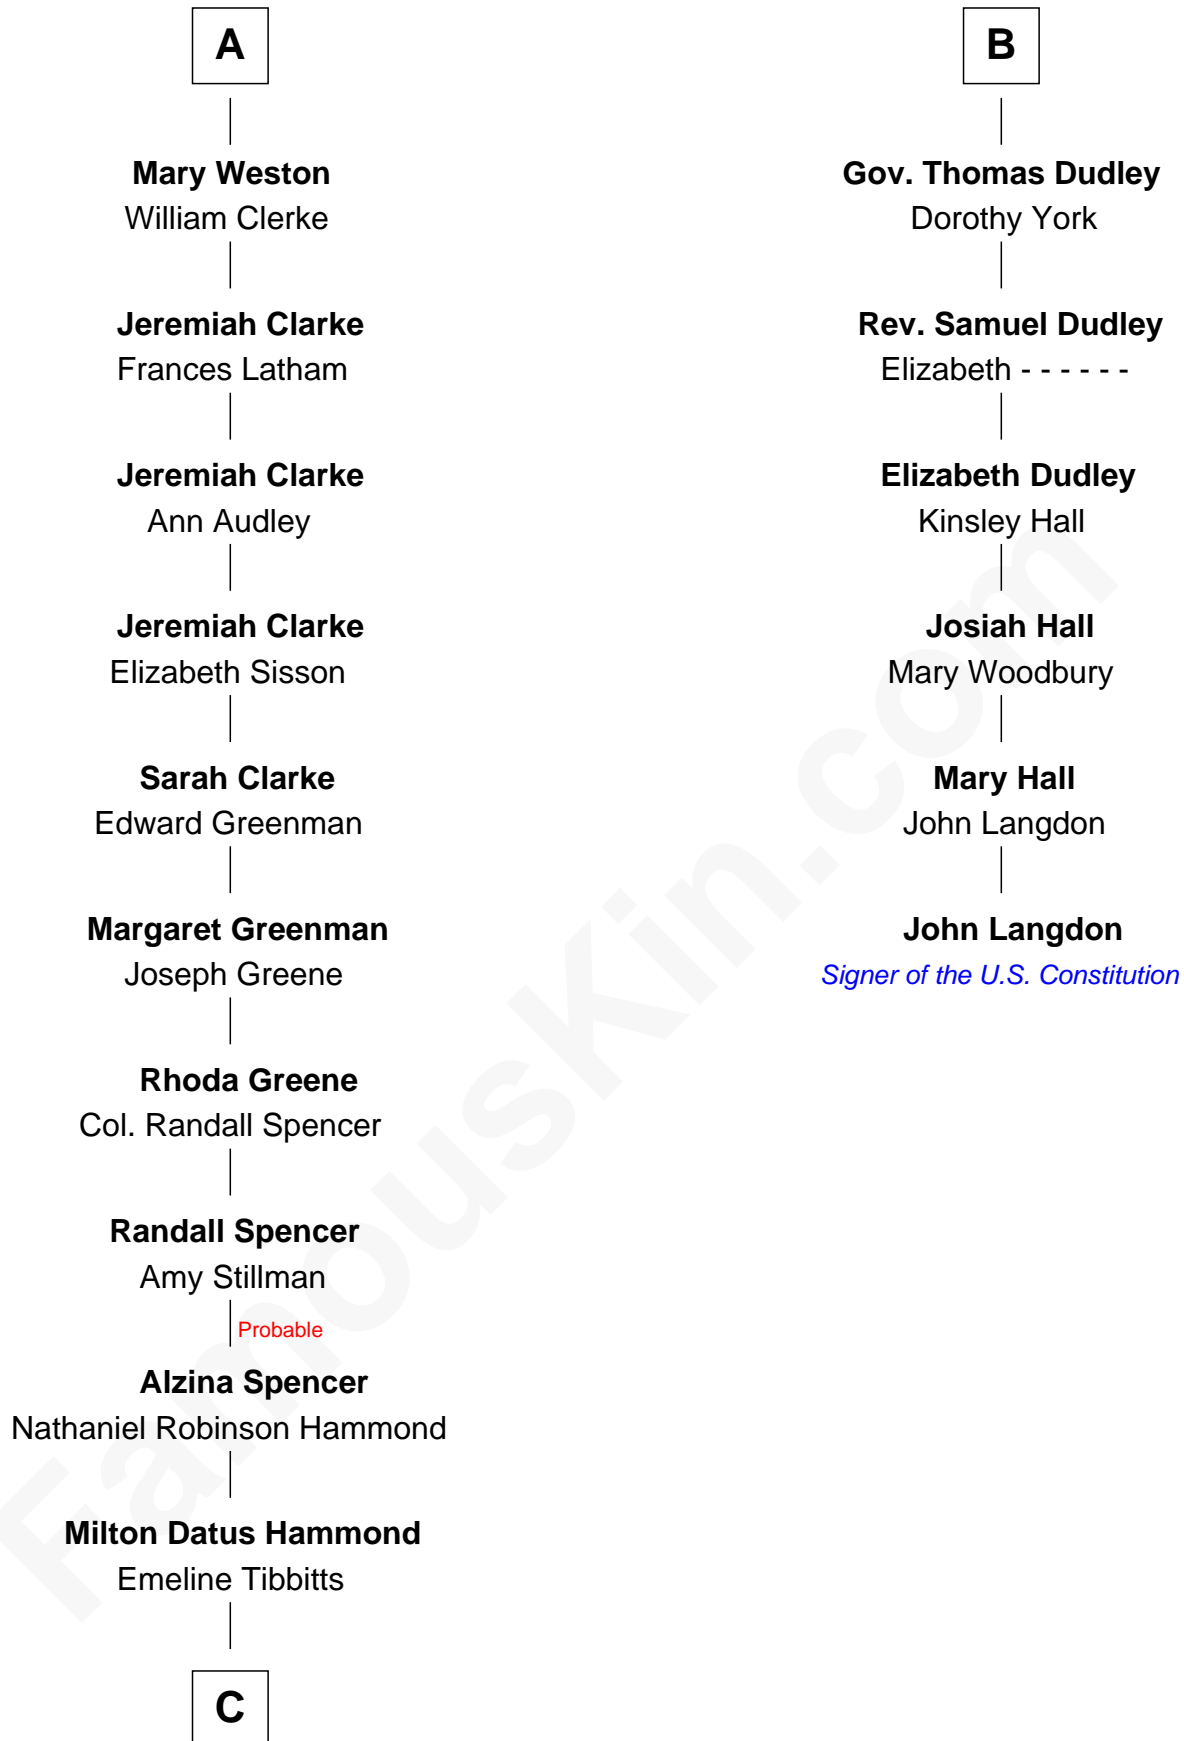 A
Mary Weston
William Clerke
Jeremiah Clarke
Frances Latham
Jeremiah Clarke
Ann Audley
Jeremiah Clarke
Elizabeth Sisson
Sarah Clarke
Edward Greenman
Margaret Greenman
Joseph Greene
Rhoda Greene
Col. Randall Spencer
Randall Spencer
Amy Stillman
Probable
Alzina Spencer
Nathaniel Robinson Hammond
Milton Datus Hammond
Emeline Tibbitts
C
B
Gov. Thomas Dudley
Dorothy York
Rev. Samuel Dudley
Elizabeth - - - - - -
Elizabeth Dudley
Kinsley Hall
Josiah Hall
Mary Woodbury
Mary Hall
John Langdon
John Langdon
Signer of the U.S. Constitution
FamousKin.com